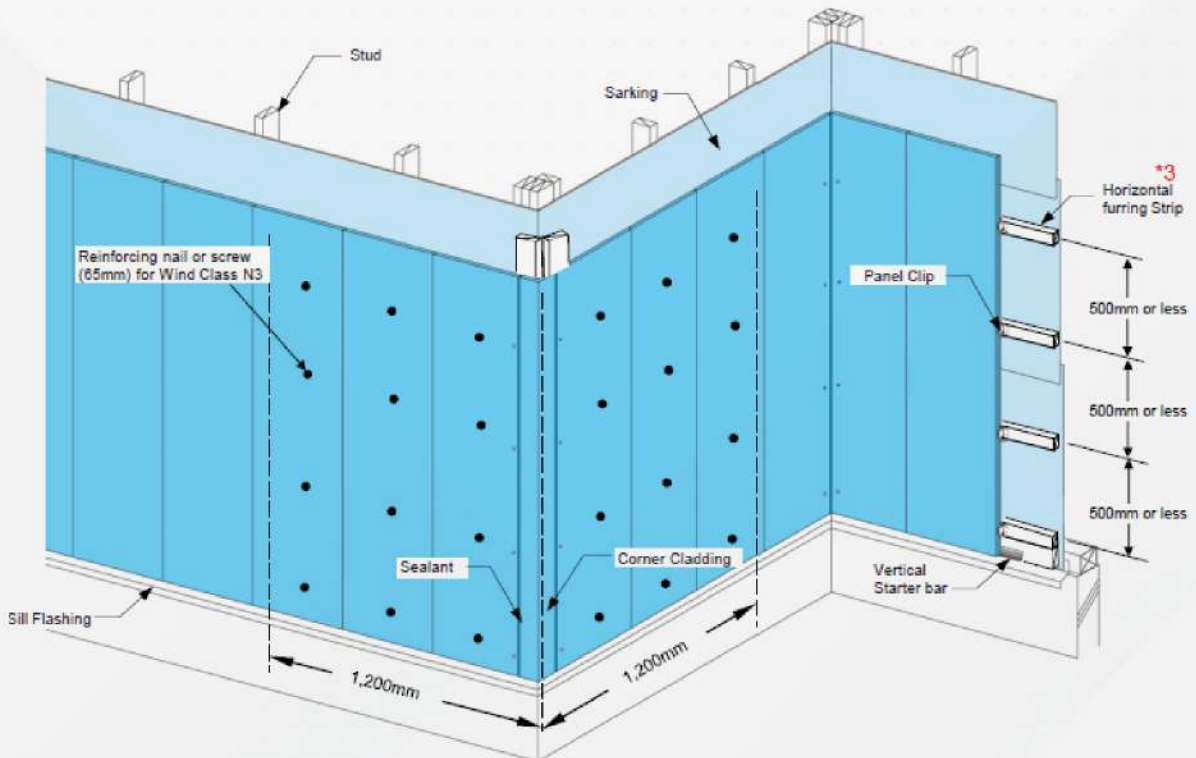 Stud
Sarking
*3
Horizontal
furring Strip
Reinforcing nail or screw
(65mm) for Wind Class N3
Panel Clip
500mm or less
500mm or less
500mm or less
Sealant
Corner Cladding
Vertical
Starter bar
Sill Flashing
1,200mm
1,200mm